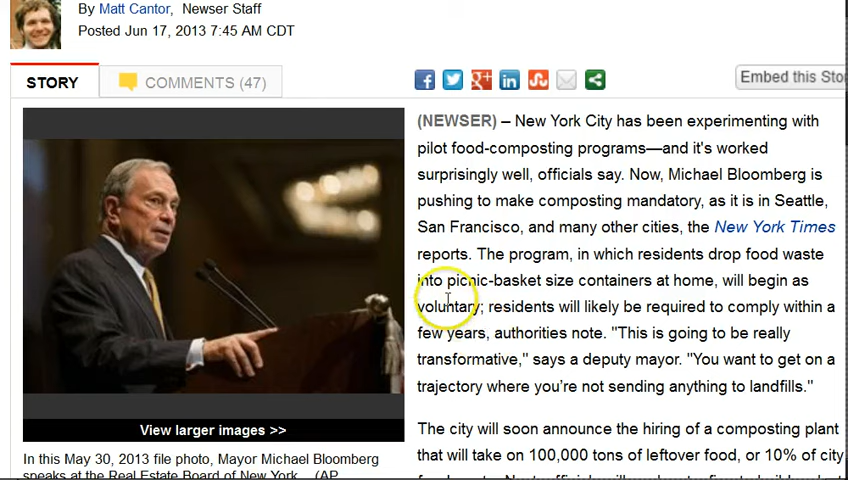 By Matt Cantor, Newser Staff
Posted Jun 17, 2013 7:45 AM CDT
STORY
COMMENTS (47)
Embed this Sto
(NEWSER) – New York City has been experimenting with
pilot food-composting programs—and it's worked
surprisingly well, officials say. Now, Michael Bloomberg is
pushing to make composting mandatory, as it is in Seattle,
San Francisco, and many other cities, the New York Times
reports. The program, in which residents drop food waste
into picnic-basket size containers at home, will begin as
voluntary; residents will likely be required to comply within a
few years, authorities note. "This is going to be really
transformative," says a deputy mayor. "You want to get on a
trajectory where you're not sending anything to landfills."
The city will soon announce the hiring of a composting plant
that will take on 100,000 tons of leftover food, or 10% of city
View larger images >>
In this May 30, 2013 file photo, Mayor Michael Bloomberg
speaks at the Real Estate Board of New York... (AP